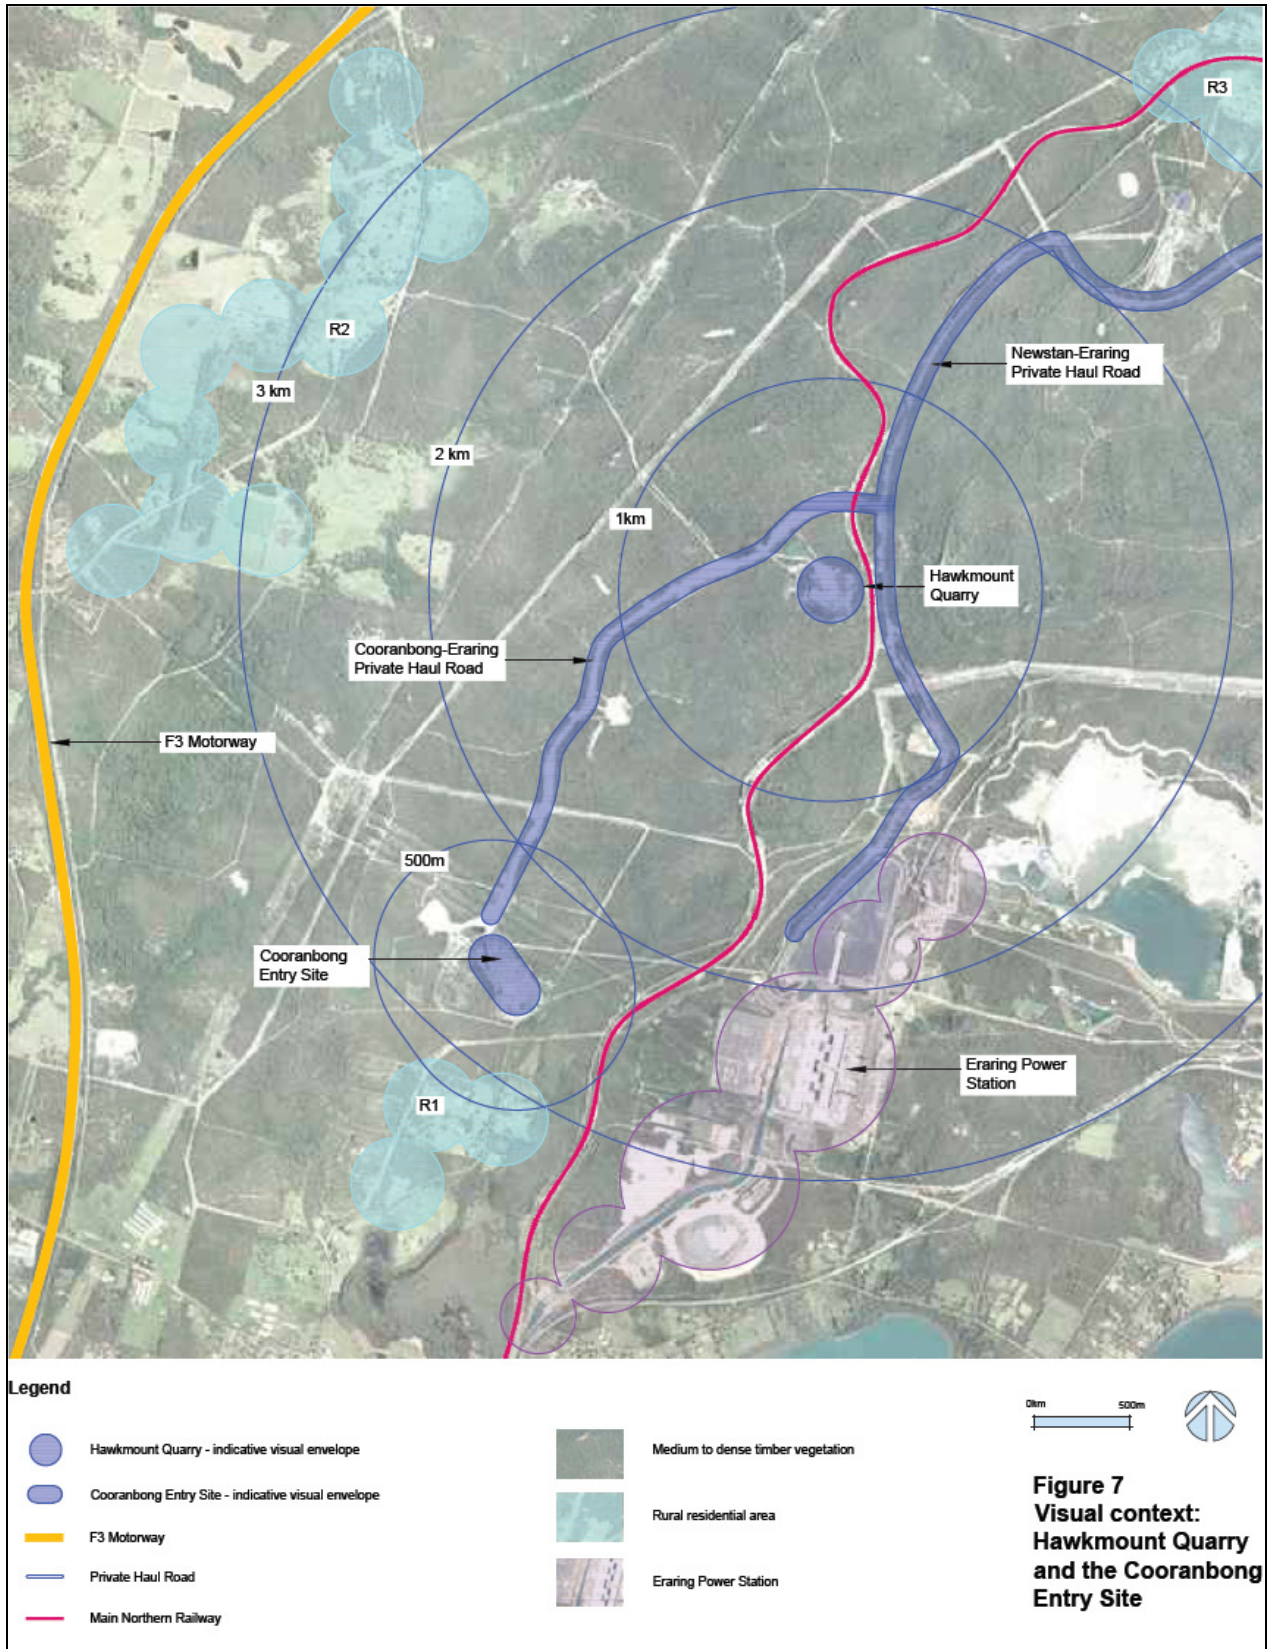 R3
R2
3 km
2 km
1km
Newstan-Eraring
Private Haul Road
Hawkmount
Quarry
Cooranbong-Eraring
Private Haul Road
F3 Motorway
500m
Cooranbong
Entry Site
Eraring Power
Station
R1
Legend
Hawkmount Quarry - indicative visual envelope
Cooranbong Entry Site - indicative visual envelope
F3 Motorway
Private Haul Road
Main Northern Railway
Medium to dense timber vegetation
Rural residential area
Eraring Power Station
0km 500m
Figure 7
Visual context:
Hawkmount Quarry
and the Cooranbong
Entry Site